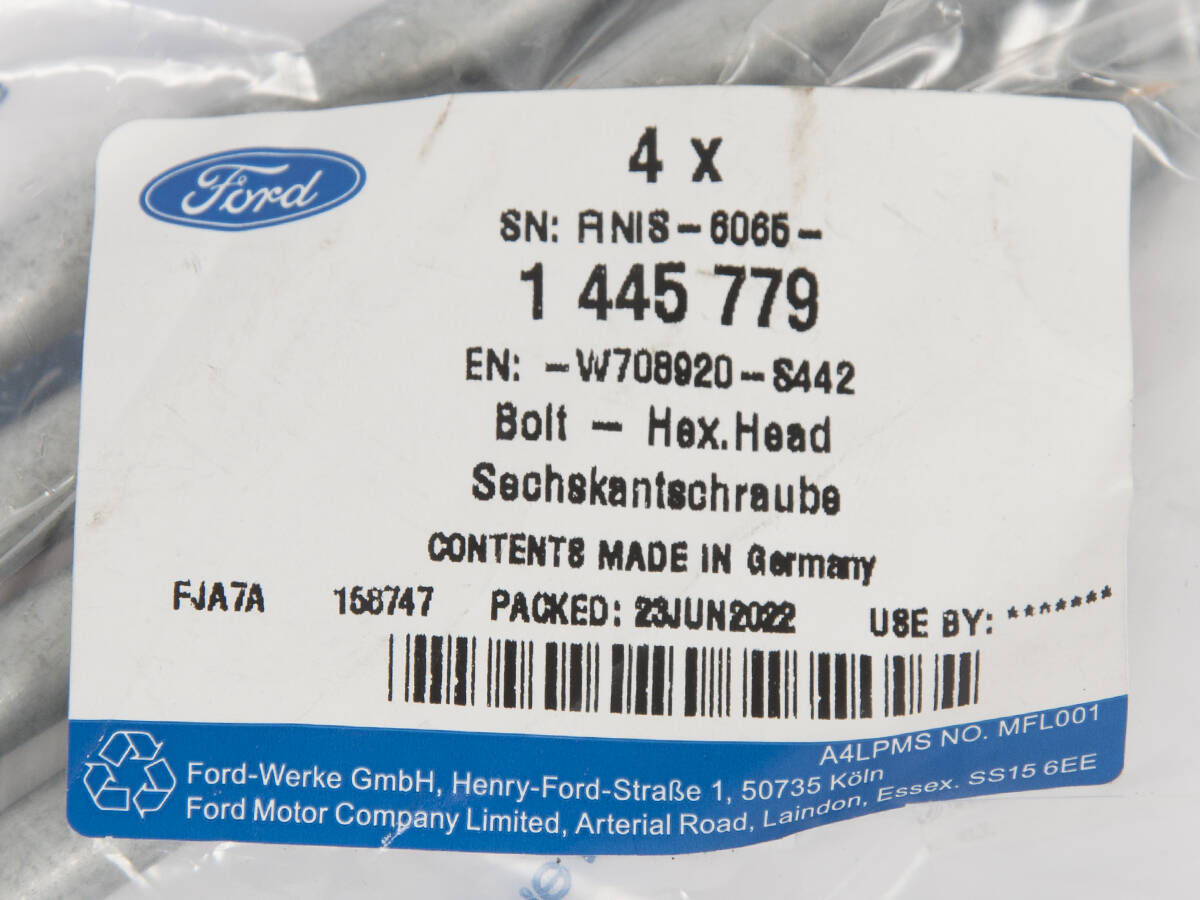 Ford
4 x
SN: ANIS-6065-
1 445 779
EN: -W708920-S442
Bolt - Hex.Head
Sechskantschraube
CONTENTS MADE IN Germany
FJA7A 158747 PACKED: 23JUN2022 USE BY: *******
A4LPMS NO. MFL001
Ford-Werke GmbH, Henry-Ford-Straße 1, 50735 Köln
Ford Motor Company Limited, Arterial Road, Laindon, Essex. SS15 6EE